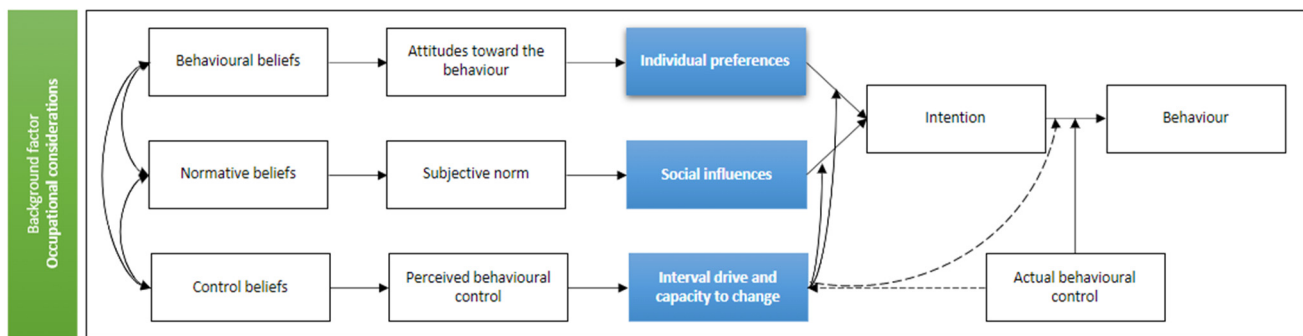 Background factor
Occupational considerations
Behavioural beliefs
Attitudes toward the
behaviour
Individual preferences
Intention
Behaviour
Normative beliefs
Subjective norm
Social influences
Control beliefs
Perceived behavioural
control
Interval drive and
capacity to change
Actual behavioural
control